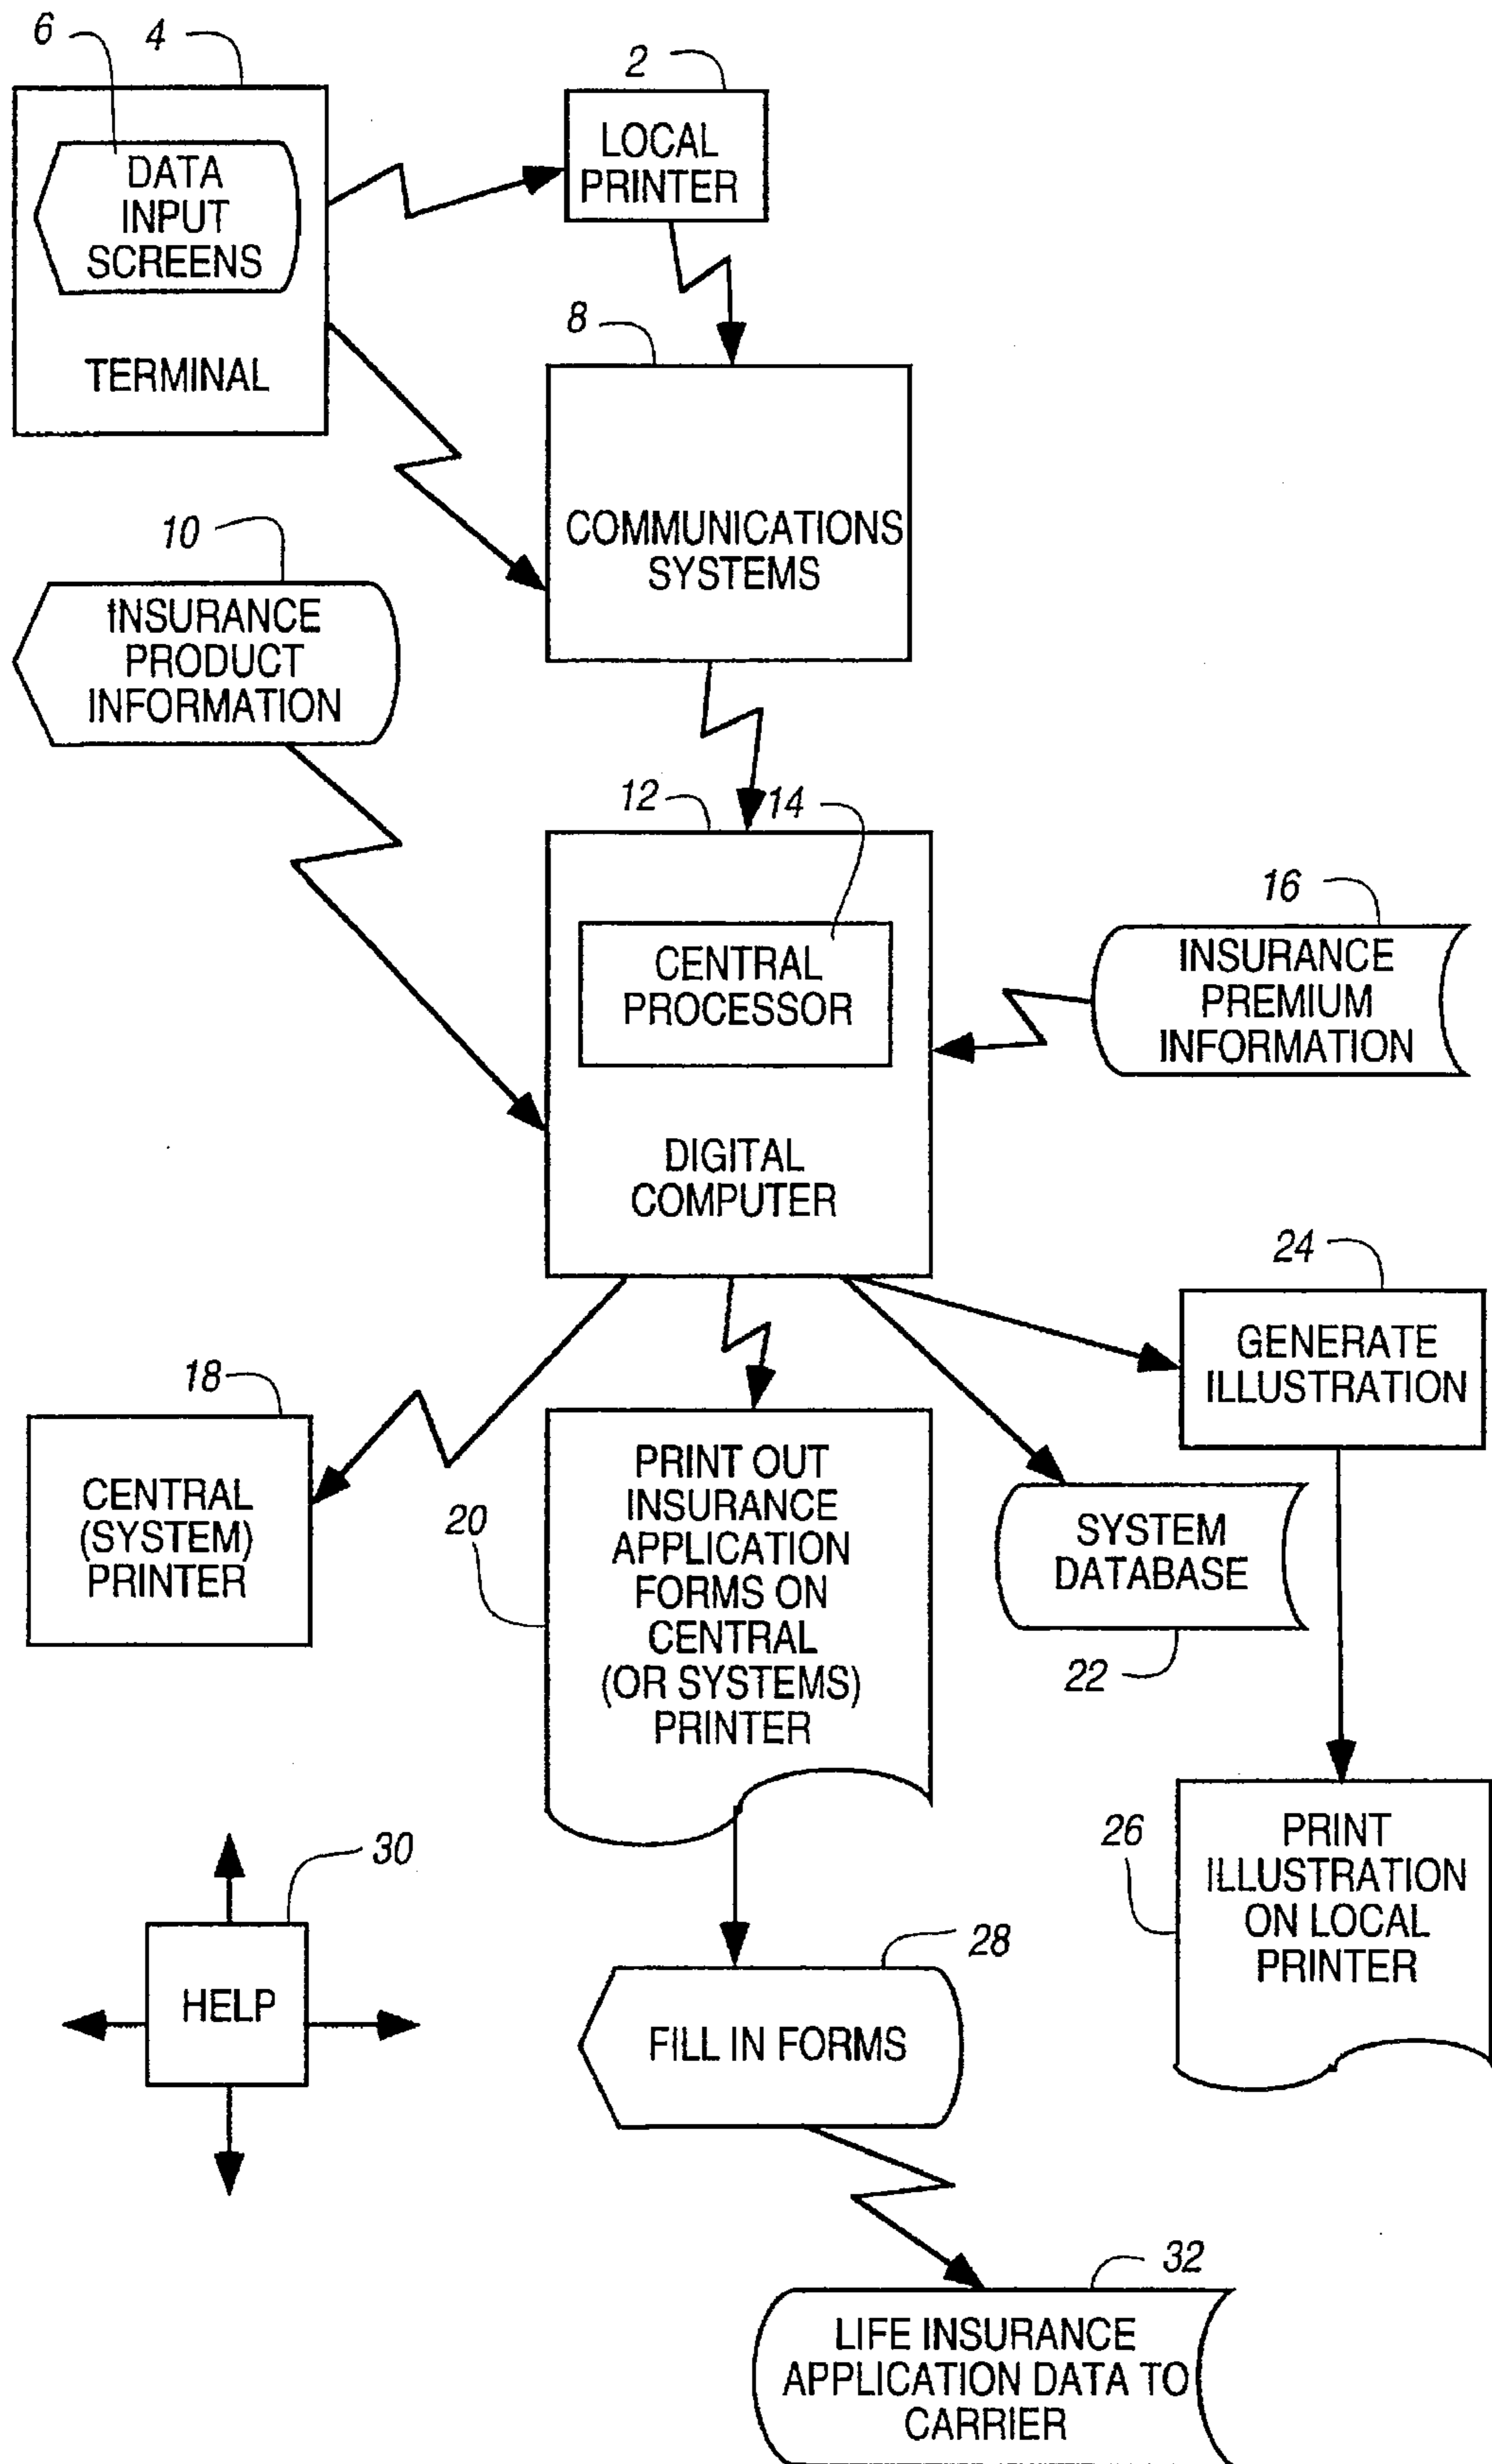 6
4
2
DATA
INPUT
SCREENS
TERMINAL
LOCAL
PRINTER
8
COMMUNICATIONS
SYSTEMS
10
INSURANCE
PRODUCT
INFORMATION
12
14
CENTRAL
PROCESSOR
DIGITAL
COMPUTER
16
INSURANCE
PREMIUM
INFORMATION
18
CENTRAL
(SYSTEM)
PRINTER
20
PRINT OUT
INSURANCE
APPLICATION
FORMS ON
CENTRAL
(OR SYSTEMS)
PRINTER
SYSTEM
DATABASE
22
24
GENERATE
ILLUSTRATION
26
PRINT
ILLUSTRATION
ON LOCAL
PRINTER
30
HELP
28
FILL IN FORMS
32
LIFE INSURANCE
APPLICATION DATA TO
CARRIER